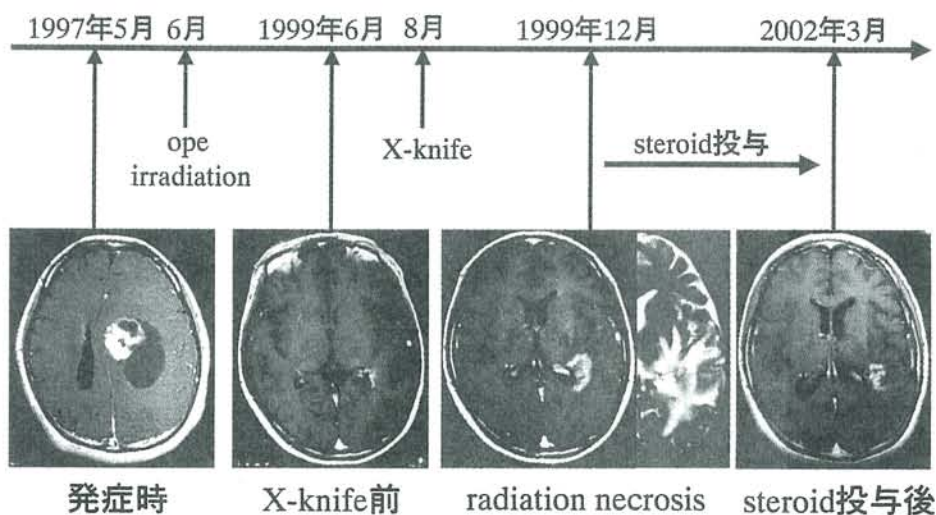 1997年5月 6月 1999年6月 8月 1999年12月 2002年3月
ope
irradiation
X-knife
steroid投与
発症時 X-knife前 radiation necrosis steroid投与後